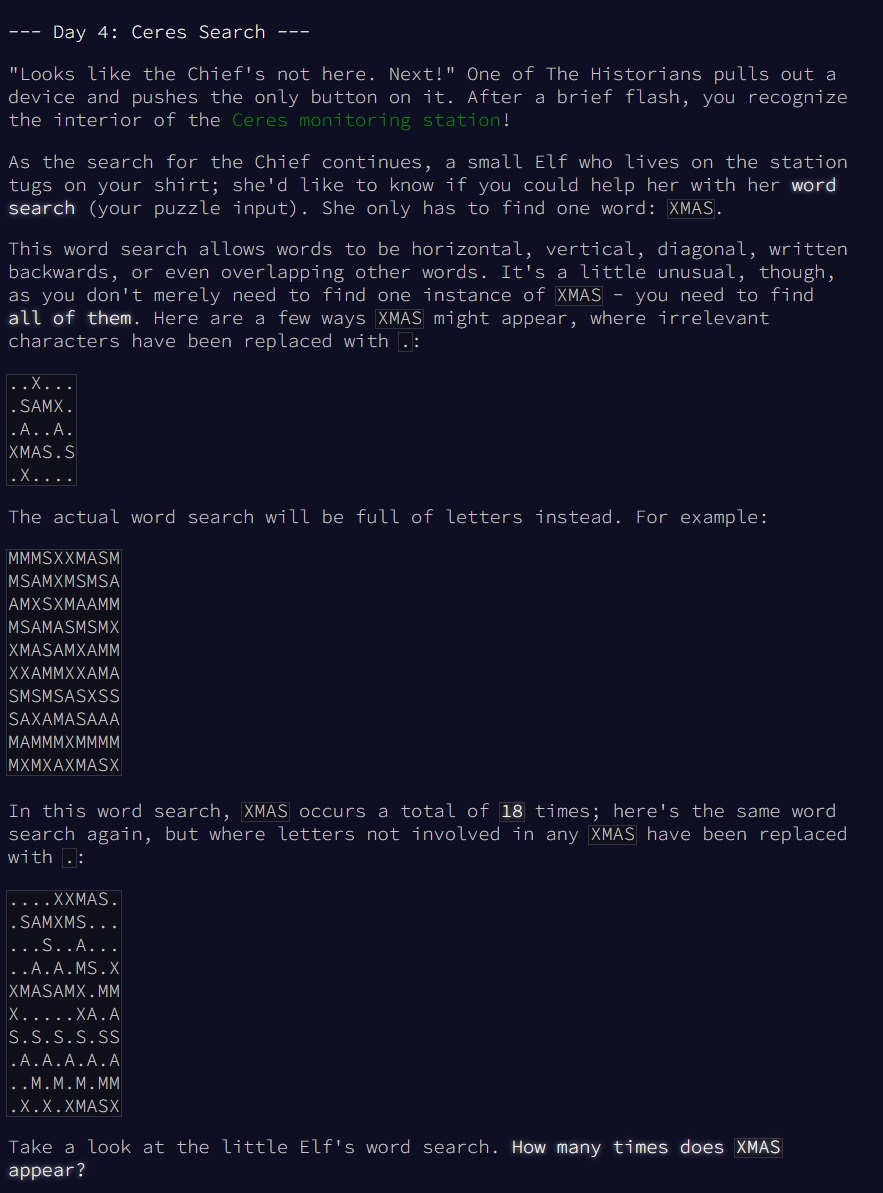 --- Day 4: Ceres Search ---
"Looks like the Chief's not here. Next!" One of The Historians pulls out a
device and pushes the only button on it. After a brief flash, you recognize
the interior of the Ceres monitoring station!
As the search for the Chief continues, a small Elf who lives on the station
tugs on your shirt; she'd like to know if you could help her with her word
search (your puzzle input). She only has to find one word: XMAS.
This word search allows words to be horizontal, vertical, diagonal, written
backwards, or even overlapping other words. It's a little unusual, though,
as you don't merely need to find one instance of XMAS - you need to find
all of them. Here are a few ways XMAS might appear, where irrelevant
characters have been replaced with .:
..X...
.SAMX.
.A..A.
XMAS.S
.X....
The actual word search will be full of letters instead. For example:
MMMSXXMASM
MSAMXMSMSA
AMXSXMAAMM
MSAMASMSMX
XMASAMXAMM
XXAMMXXAMA
SMSMSASXSS
SAXAMASAAA
MAMMMXMMMM
MXMXAXMASX
In this word search, XMAS occurs a total of 18 times; here's the same word
search again, but where letters not involved in any XMAS have been replaced
with .:
....XXMAS.
.SAMXMS...
...S..A...
..A.A.MS.X
XMASAMX.MM
X.....XA.A
S.S.S.S.SS
.A.A.A.A.A
..M.M.M.MM
.X.X.XMASX
Take a look at the little Elf's word search. How many times does XMAS
appear?